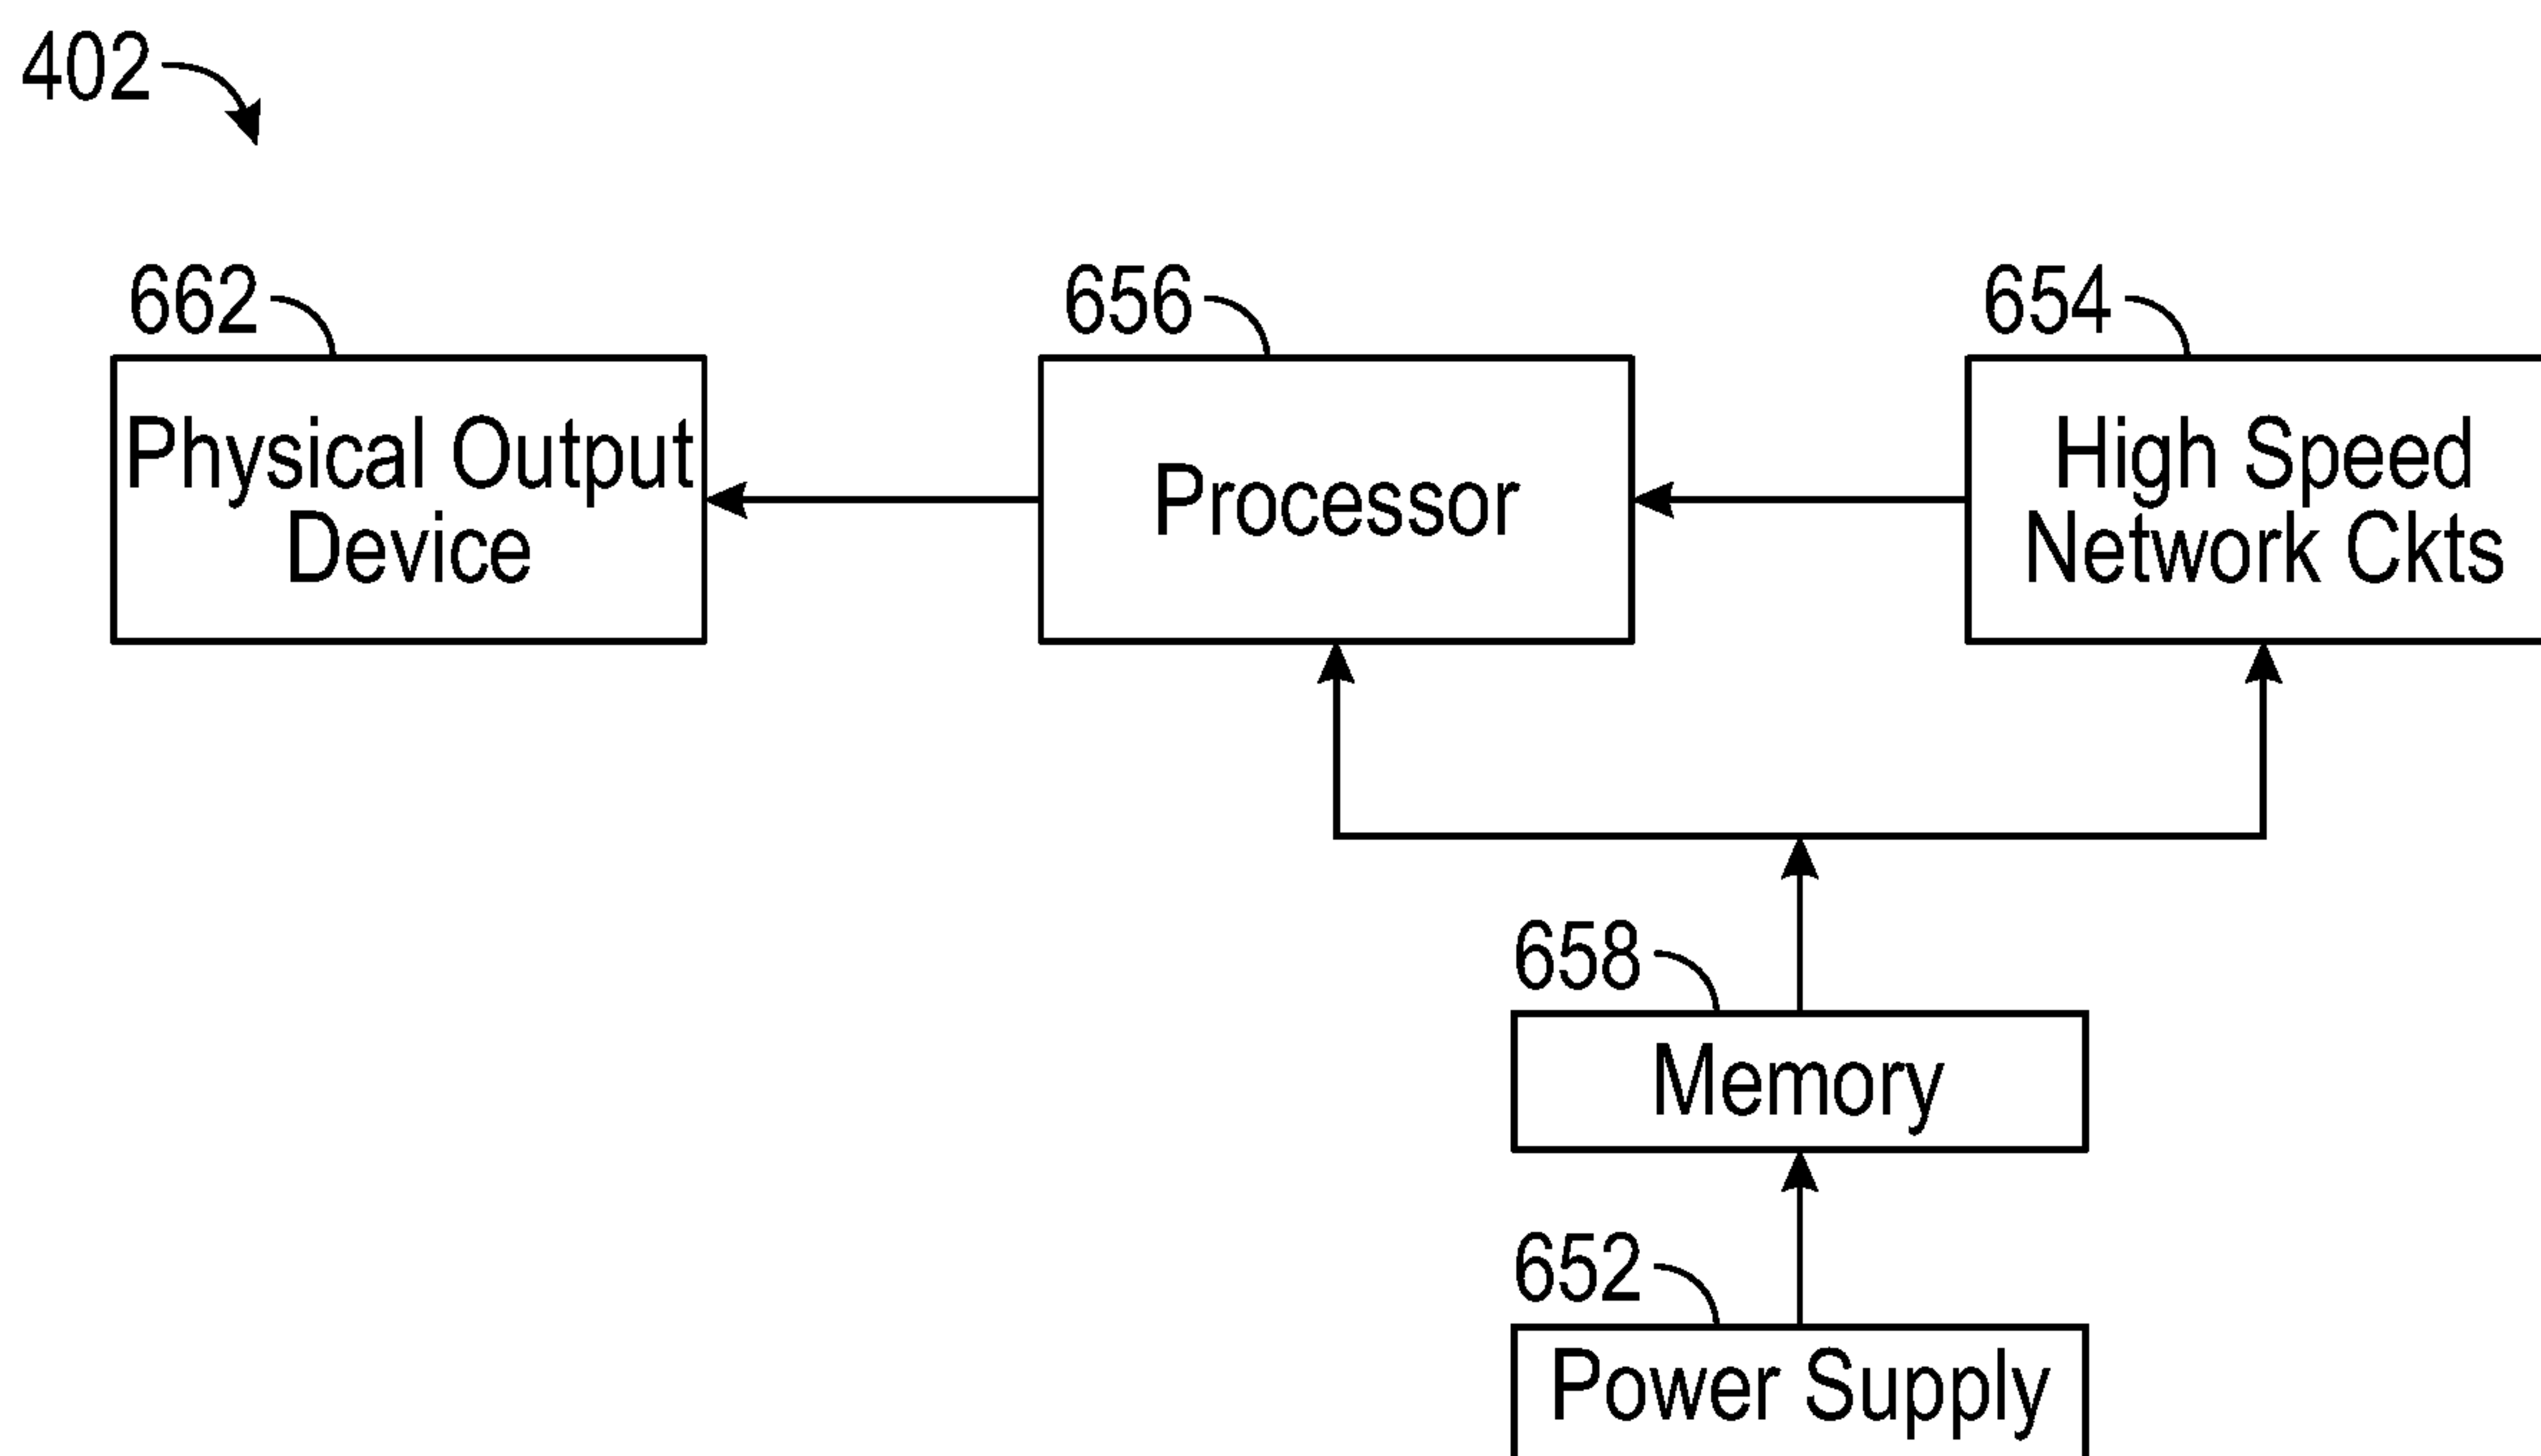 402
662
656
654
Physical Output
Device
Processor
High Speed
Network Ckts
658
Memory
652
Power Supply